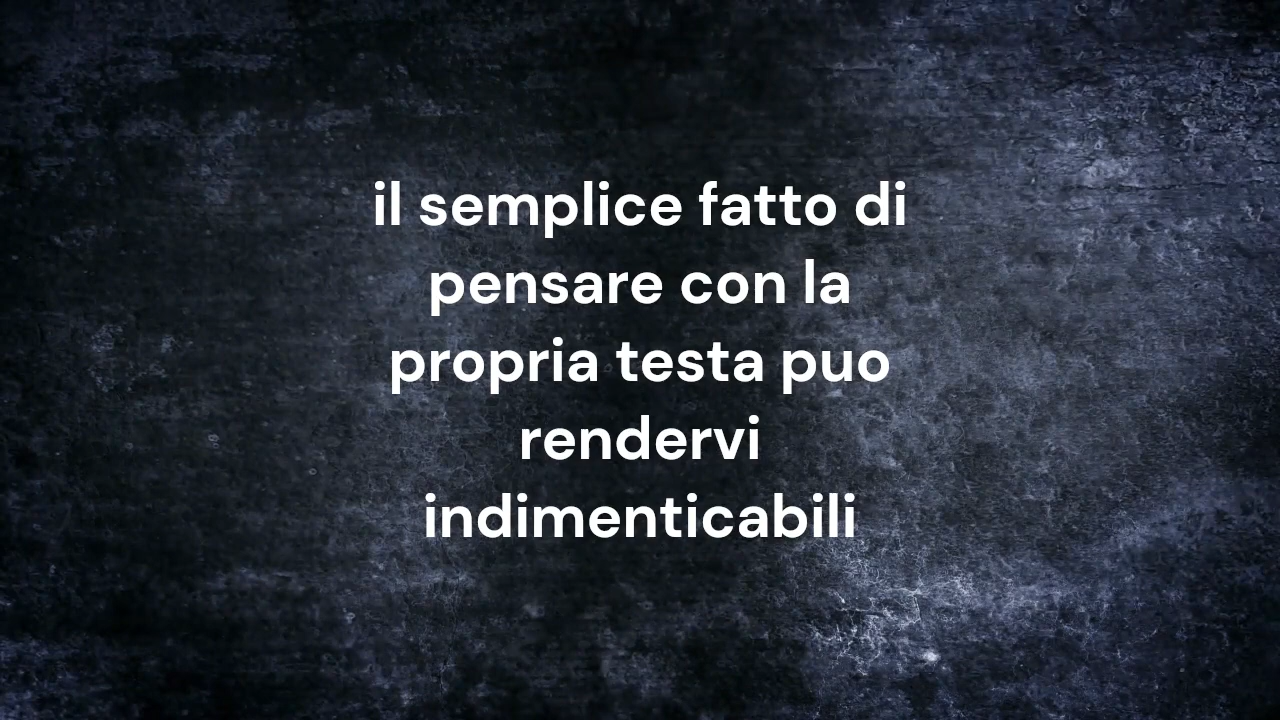 il semplice fatto di
pensare con la
propria testa puo
rendervi
indimenticabili